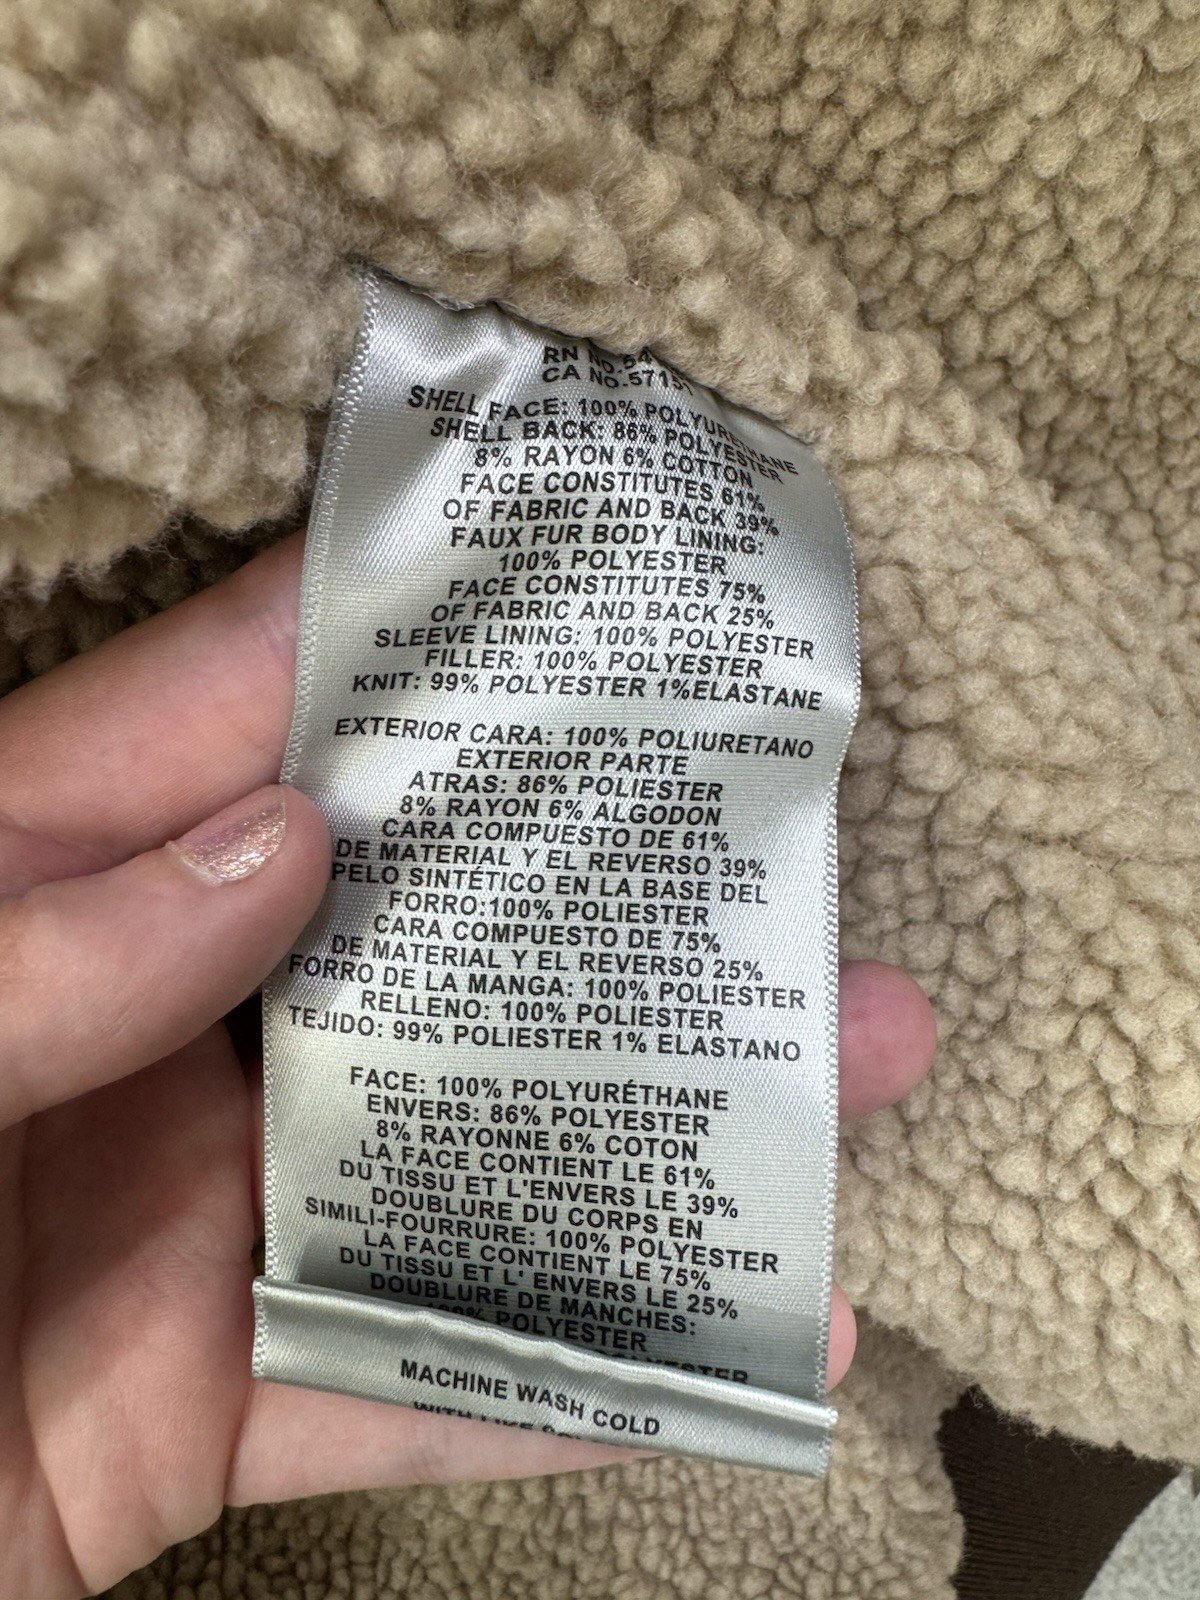 RN NO.54
CA NO.57151
SHELL FACE: 100% POLYURETHANE
SHELL BACK: 86% POLYESTER
8% RAYON 6% COTTON
FACE CONSTITUTES 61%
OF FABRIC AND BACK 39%
FAUX FUR BODY LINING:
100% POLYESTER
FACE CONSTITUTES 75%
OF FABRIC AND BACK 25%
SLEEVE LINING: 100% POLYESTER
FILLER: 100% POLYESTER
KNIT: 99% POLYESTER 1%ELASTANE
EXTERIOR CARA: 100% POLIURETANO
EXTERIOR PARTE
ATRAS: 86% POLIESTER
8% RAYON 6% ALGODON
CARA COMPUESTO DE 61%
DE MATERIAL Y EL REVERSO 39%
PELO SINTÉTICO EN LA BASE DEL
FORRO:100% POLIESTER
CARA COMPUESTO DE 75%
DE MATERIAL Y EL REVERSO 25%
FORRO DE LA MANGA: 100% POLIESTER
RELLENO: 100% POLIESTER
TEJIDO: 99% POLIESTER 1% ELASTANO
FACE: 100% POLYURÉTHANE
ENVERS: 86% POLYESTER
8% RAYONNE 6% COTON
LA FACE CONTIENT LE 61%
DU TISSU ET L'ENVERS LE 39%
DOUBLURE DU CORPS EN
SIMILI-FOURRURE: 100% POLYESTER
LA FACE CONTIENT LE 75%
DU TISSU ET L' ENVERS LE 25%
DOUBLURE DE MANCHES:
100% POLYESTER
POLYESTER
MACHINE WASH COLD
WITH LIKE